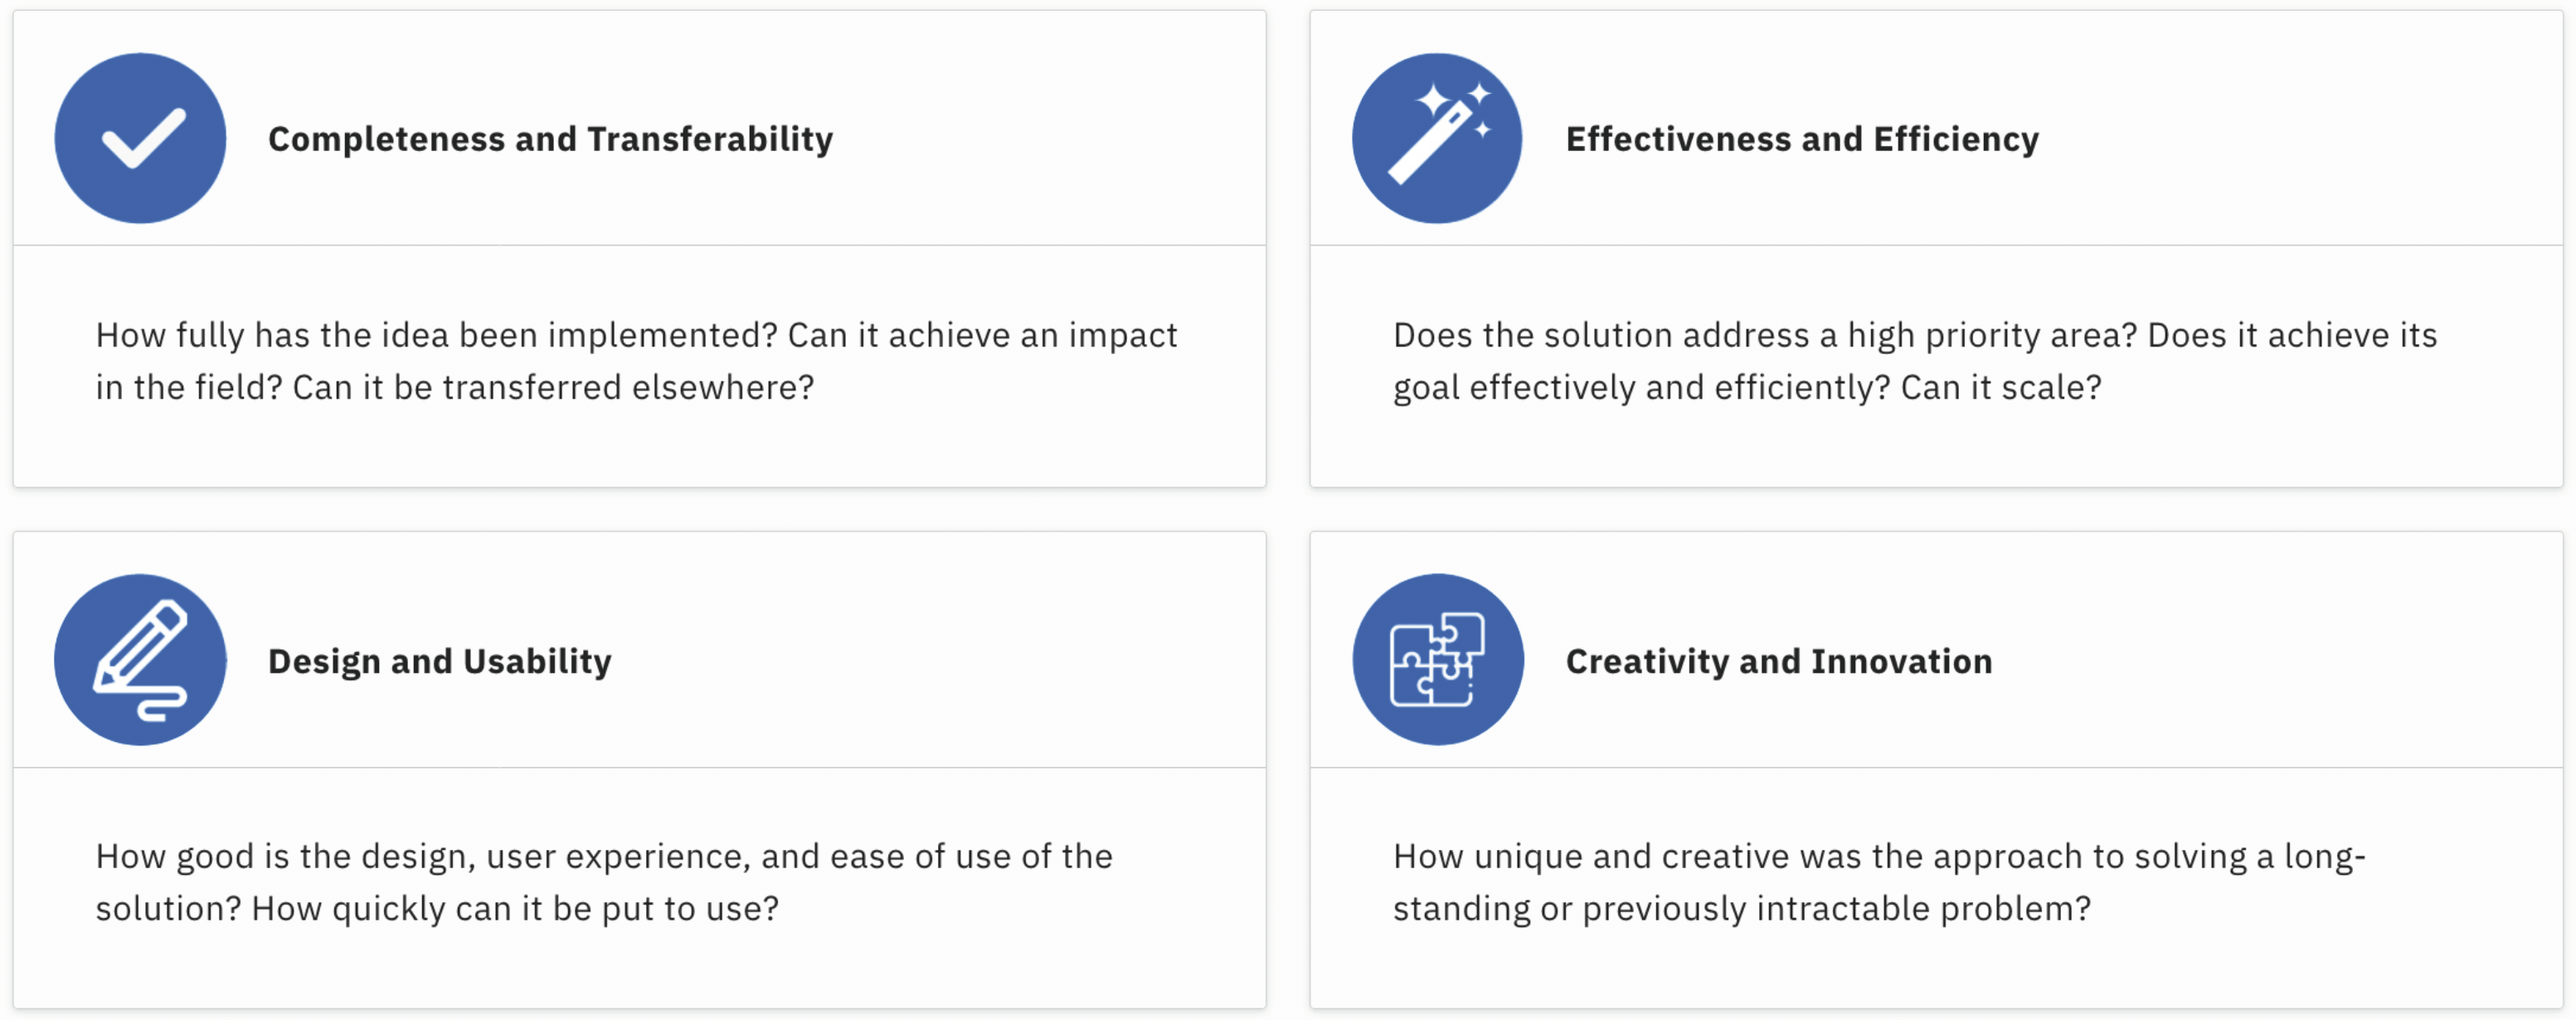 Completeness and Transferability
How fully has the idea been implemented? Can it achieve an impact
in the field? Can it be transferred elsewhere?
Effectiveness and Efficiency
Does the solution address a high priority area? Does it achieve its
goal effectively and efficiently? Can it scale?
Design and Usability
How good is the design, user experience, and ease of use of the
solution? How quickly can it be put to use?
Creativity and Innovation
How unique and creative was the approach to solving a long-
standing or previously intractable problem?